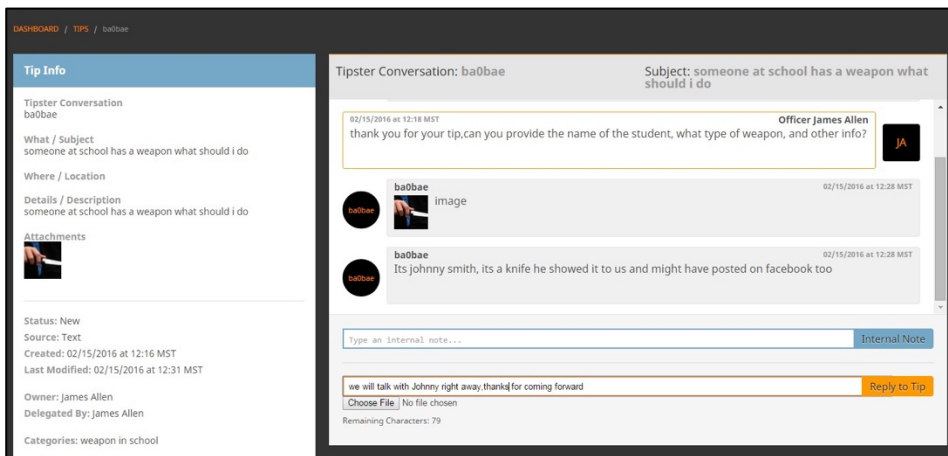 DASHBOARD / TIPS / ba0bae
Tip Info
Tipster Conversation
ba0bae
What / Subject
someone at school has a weapon what should i do
Where / Location
Details / Description
someone at school has a weapon what should i do
Attachments
Status: New
Source: Text
Created: 02/15/2016 at 12:16 MST
Last Modified: 02/15/2016 at 12:31 MST
Owner: James Allen
Delegated By: James Allen
Categories: weapon in school
Tipster Conversation: ba0bae
Subject: someone at school has a weapon what
should i do
02/15/2016 at 12:18 MST Officer James Allen
thank you for your tip,can you provide the name of the student, what type of weapon, and other info?
JA
ba0bae
ba0bae 02/15/2016 at 12:28 MST
image
ba0bae
ba0bae 02/15/2016 at 12:28 MST
Its johnny smith, its a knife he showed it to us and might have posted on facebook too
Type an internal note... Internal Note
we will talk with Johnny right away,thanks for coming forward Reply to Tip
Choose File No file chosen
Remaining Characters: 79